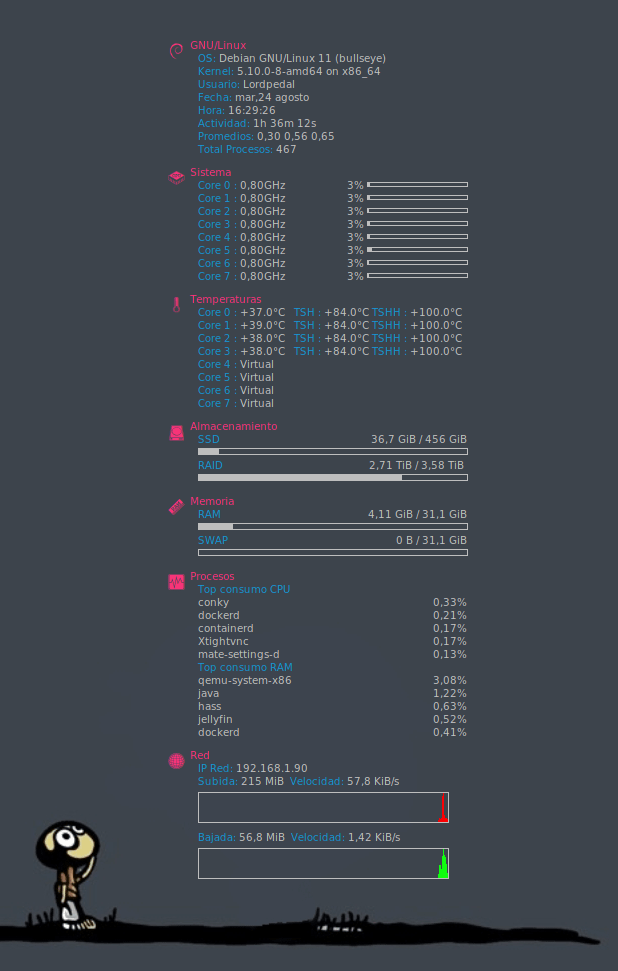 GNU/Linux
OS: Debian GNU/Linux 11 (bullseye)
Kernel: 5.10.0-8-amd64 on x86_64
Usuario: Lordpedal
Fecha: mar,24 agosto
Hora: 16:29:26
Actividad: 1h 36m 12s
Promedios: 0,30 0,56 0,65
Total Procesos: 467
Sistema
Core 0 : 0,80GHz 3%
Core 1 : 0,80GHz 3%
Core 2 : 0,80GHz 3%
Core 3 : 0,80GHz 3%
Core 4 : 0,80GHz 3%
Core 5 : 0,80GHz 3%
Core 6 : 0,80GHz 3%
Core 7 : 0,80GHz 3%
Temperaturas
Core 0 : +37.0°C TSH : +84.0°C TSHH : +100.0°C
Core 1 : +39.0°C TSH : +84.0°C TSHH : +100.0°C
Core 2 : +38.0°C TSH : +84.0°C TSHH : +100.0°C
Core 3 : +38.0°C TSH : +84.0°C TSHH : +100.0°C
Core 4 : Virtual
Core 5 : Virtual
Core 6 : Virtual
Core 7 : Virtual
Almacenamiento
SSD 36,7 GiB / 456 GiB
RAID 2,71 TiB / 3,58 TiB
Memoria
RAM 4,11 GiB / 31,1 GiB
SWAP 0 B / 31,1 GiB
Procesos
Top consumo CPU
conky 0,33%
dockerd 0,21%
containerd 0,17%
Xtightvnc 0,17%
mate-settings-d 0,13%
Top consumo RAM
qemu-system-x86 3,08%
java 1,22%
hass 0,63%
jellyfin 0,52%
dockerd 0,41%
Red
IP Red: 192.168.1.90
Subida: 215 MiB Velocidad: 57,8 KiB/s
Bajada: 56,8 MiB Velocidad: 1,42 KiB/s